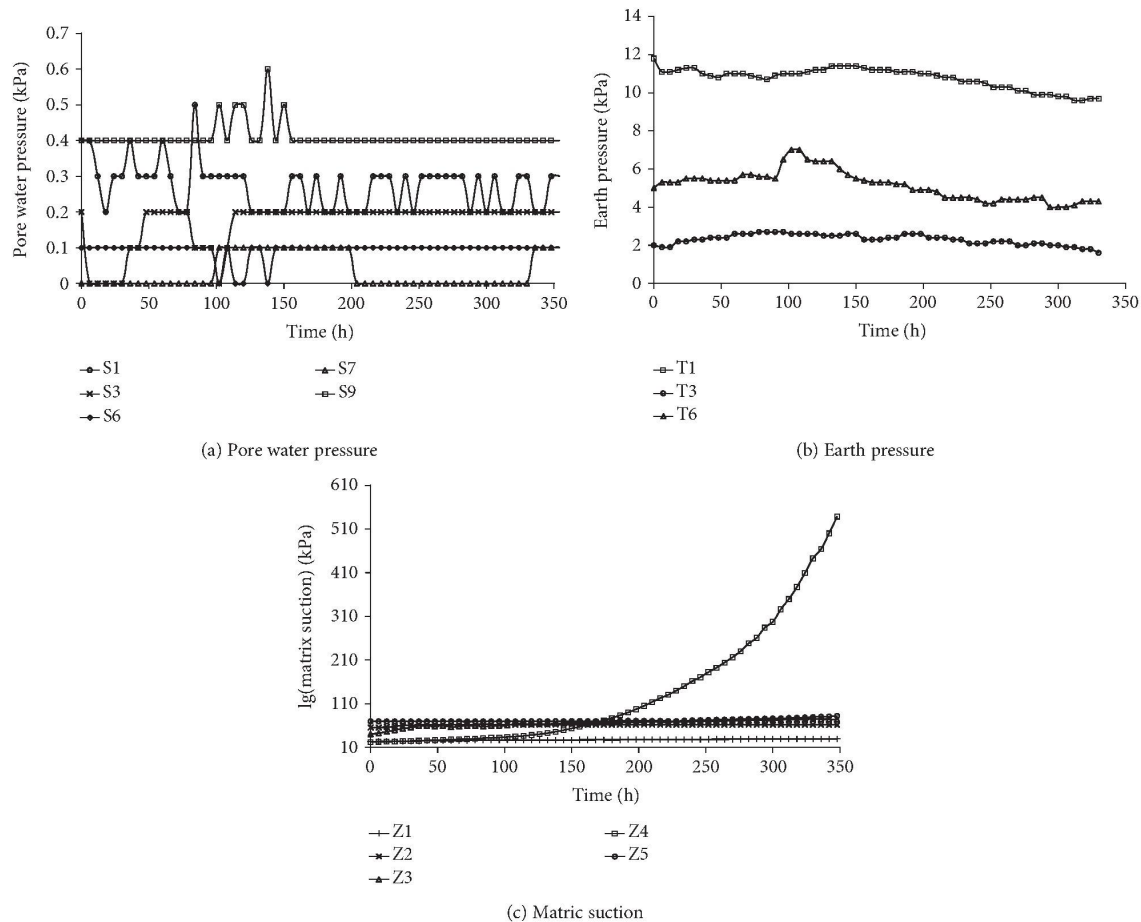 0.7
0.6
0.5
0.4
0.3
0.2
0.1
0
Pore water pressure (kPa)
0 50 100 150 200 250 300 350
Time (h)
S1 S7
S3 S9
S6
(a) Pore water pressure
14
12
10
8
6
4
2
0
Earth pressure (kPa)
0 50 100 150 200 250 300 350
Time (h)
T1
T3
T6
(b) Earth pressure
610
510
410
310
210
110
10
lg(matrix suction) (kPa)
0 50 100 150 200 250 300 350
Time (h)
Z1 Z4
Z2 Z5
Z3
(c) Matric suction